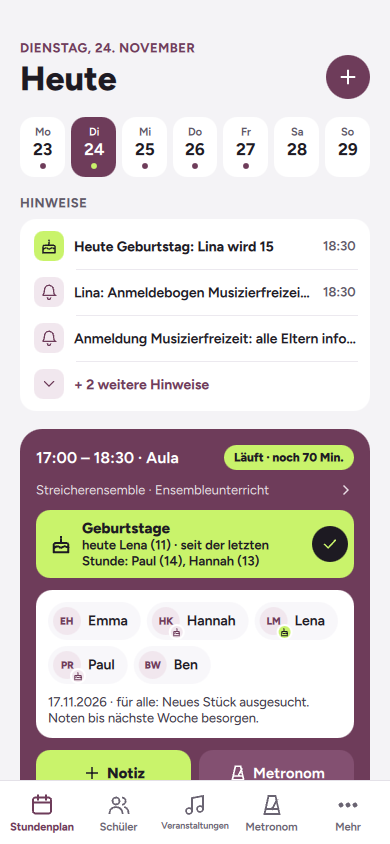 DIENSTAG, 24. NOVEMBER
Heute
Mo Di Mi Do Fr Sa So
23 24 25 26 27 28 29
HINWEISE
Heute Geburtstag: Lina wird 15 18:30
Lina: Anmeldebogen Musizierfreizei... 18:30
Anmeldung Musizierfreizeit: alle Eltern info...
+ 2 weitere Hinweise
17:00 – 18:30 · Aula Läuft · noch 70 Min.
Streicherensemble · Ensembleunterricht
Geburtstage
heute Lena (11) · seit der letzten
Stunde: Paul (14), Hannah (13)
EH Emma HK Hannah LM Lena
PR Paul BW Ben
17.11.2026 · für alle: Neues Stück ausgesucht.
Noten bis nächste Woche besorgen.
+ Notiz Metronom
Stundenplan Schüler Veranstaltungen Metronom Mehr